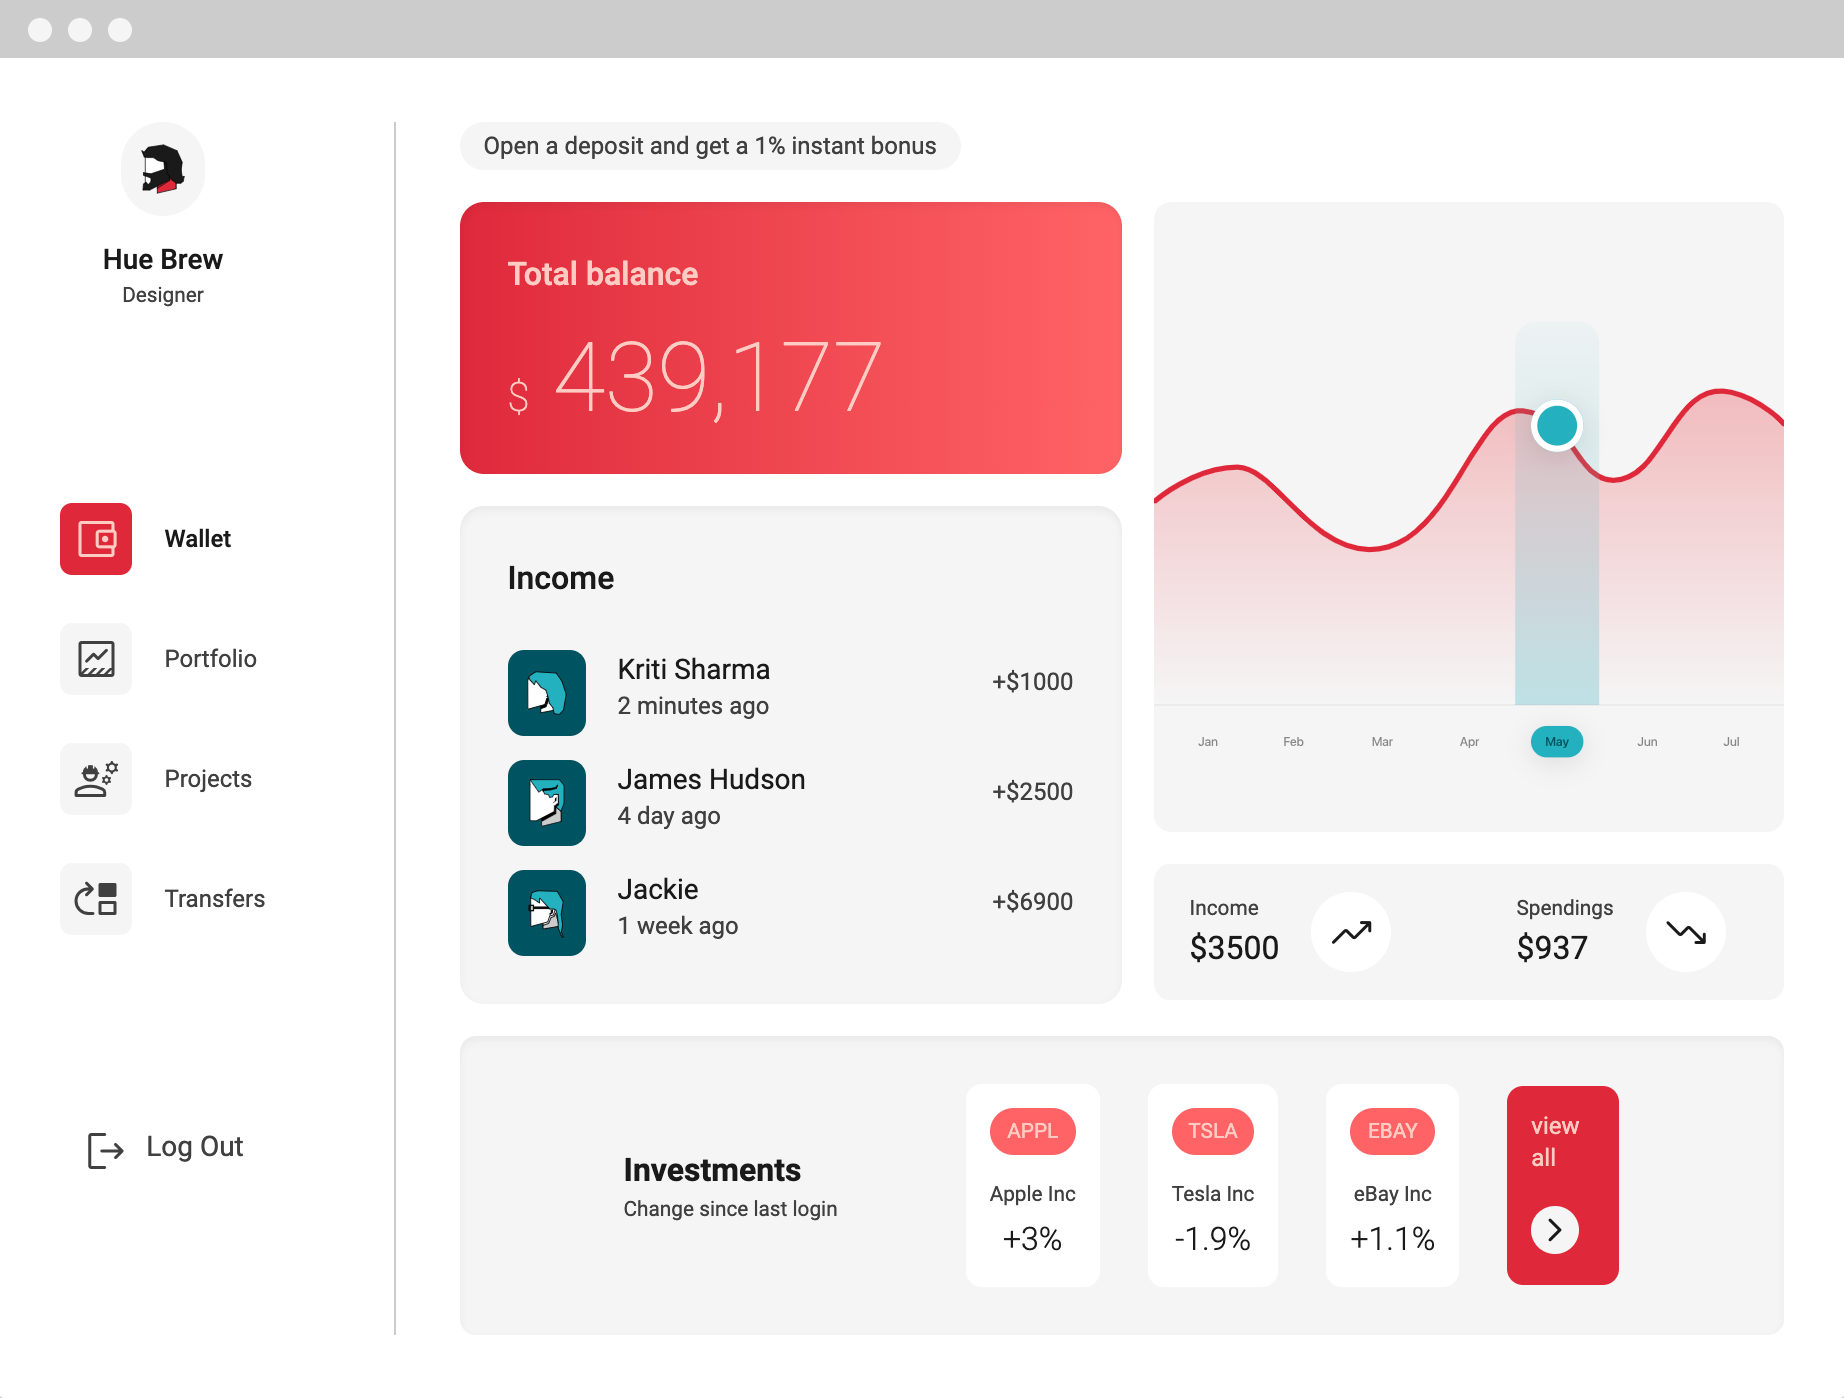 Hue Brew
Designer
Wallet
Portfolio
Projects
Transfers
Log Out
Open a deposit and get a 1% instant bonus
Total balance
$ 439,177
Income
Kriti Sharma
2 minutes ago
+$1000
James Hudson
4 day ago
+$2500
Jackie
1 week ago
+$6900
Jan Feb Mar Apr May Jun Jul
Income
$3500
Spendings
$937
Investments
Change since last login
APPL
Apple Inc
+3%
TSLA
Tesla Inc
-1.9%
EBAY
eBay Inc
+1.1%
view
all